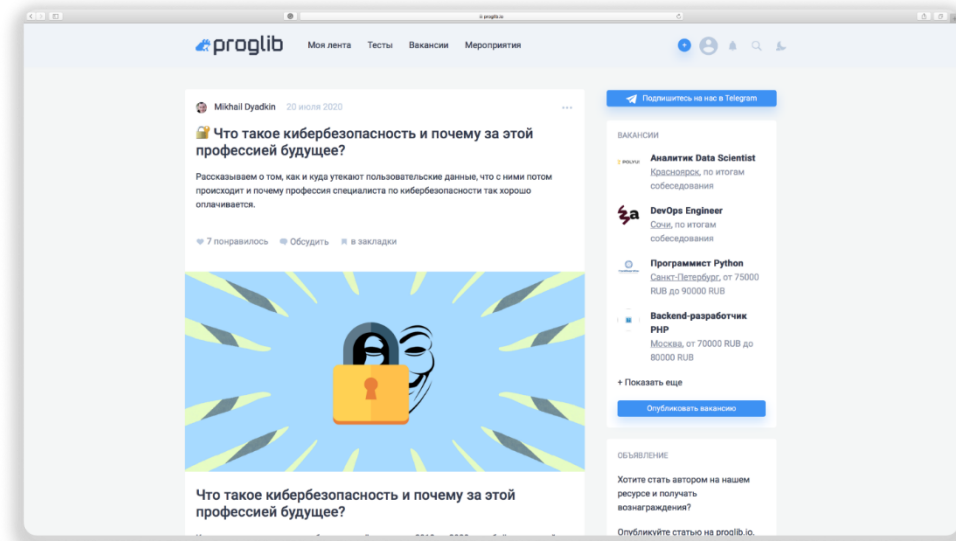 proglib.io
proglib
Моя лента
Тесты
Вакансии
Мероприятия
Mikhail Dyadkin 20 июля 2020
Что такое кибербезопасность и почему за этой
профессией будущее?
Рассказываем о том, как и куда утекают пользовательские данные, что с ними потом
происходит и почему профессия специалиста по кибербезопасности так хорошо
оплачивается.
7 понравилось
Обсудить
в закладки
Что такое кибербезопасность и почему за этой
профессией будущее?
Подпишитесь на нас в Telegram
ВАКАНСИИ
Аналитик Data Scientist
Красноярск, по итогам
собеседования
DevOps Engineer
Сочи, по итогам
собеседования
Программист Python
Санкт-Петербург, от 75000
RUB до 90000 RUB
Backend-разработчик
PHP
Москва, от 70000 RUB до
80000 RUB
+ Показать еще
Опубликовать вакансию
ОБЪЯВЛЕНИЕ
Хотите стать автором на нашем
ресурсе и получать
вознаграждения?
Опубликуйте статью на proglib.io,